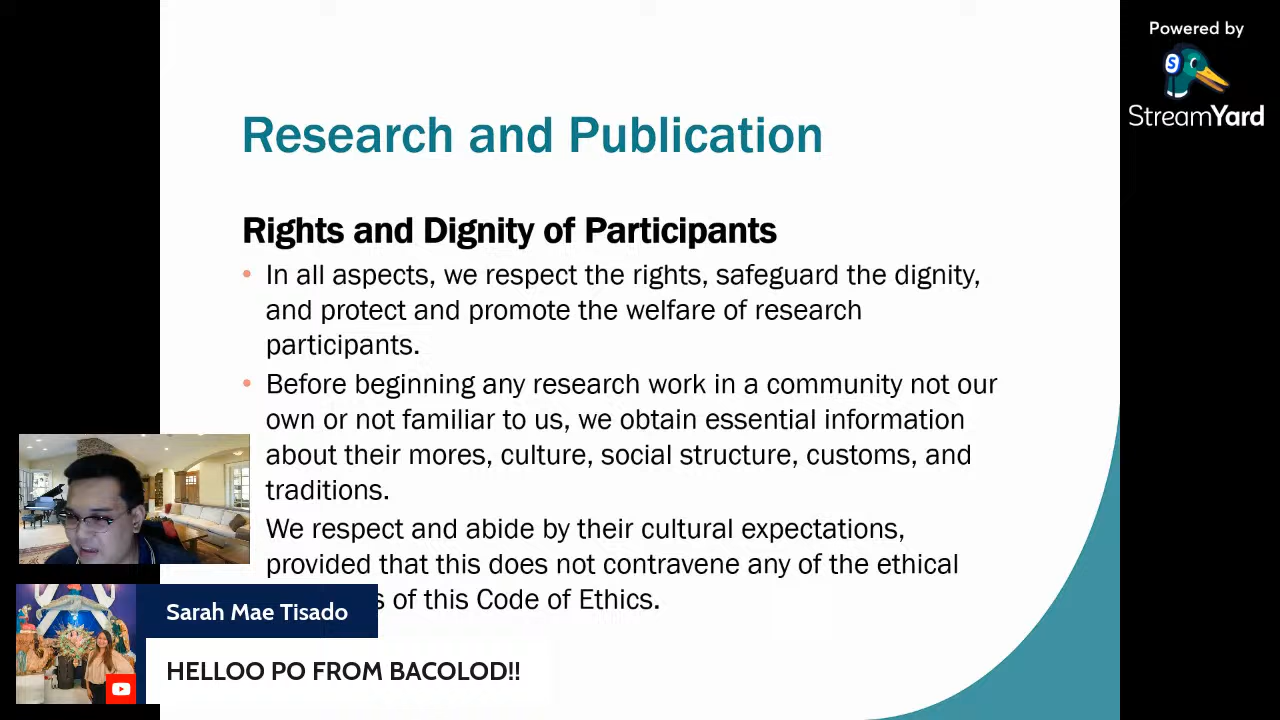 Powered by
StreamYard
Research and Publication
Rights and Dignity of Participants
• In all aspects, we respect the rights, safeguard the dignity,
and protect and promote the welfare of research
participants.
• Before beginning any research work in a community not our
own or not familiar to us, we obtain essential information
about their mores, culture, social structure, customs, and
traditions.
We respect and abide by their cultural expectations,
provided that this does not contravene any of the ethical
of this Code of Ethics.
Sarah Mae Tisado
HELLOO PO FROM BACOLOD!!